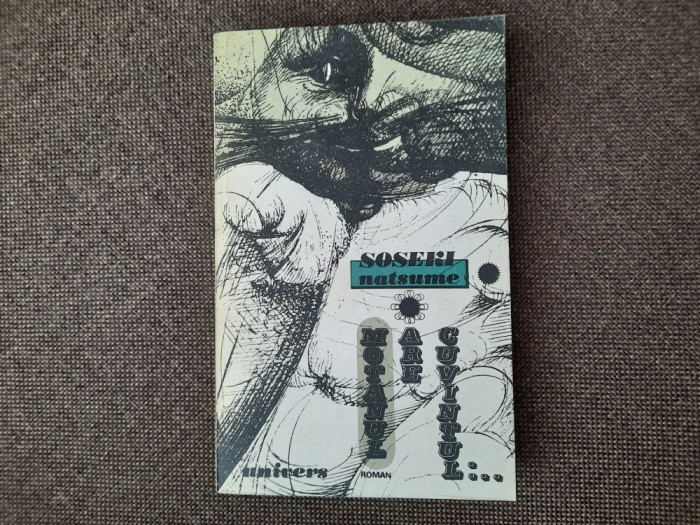 SOSEKI
natsume
MOTANUL
ARE
CUVINTUL...
univers
ROMAN